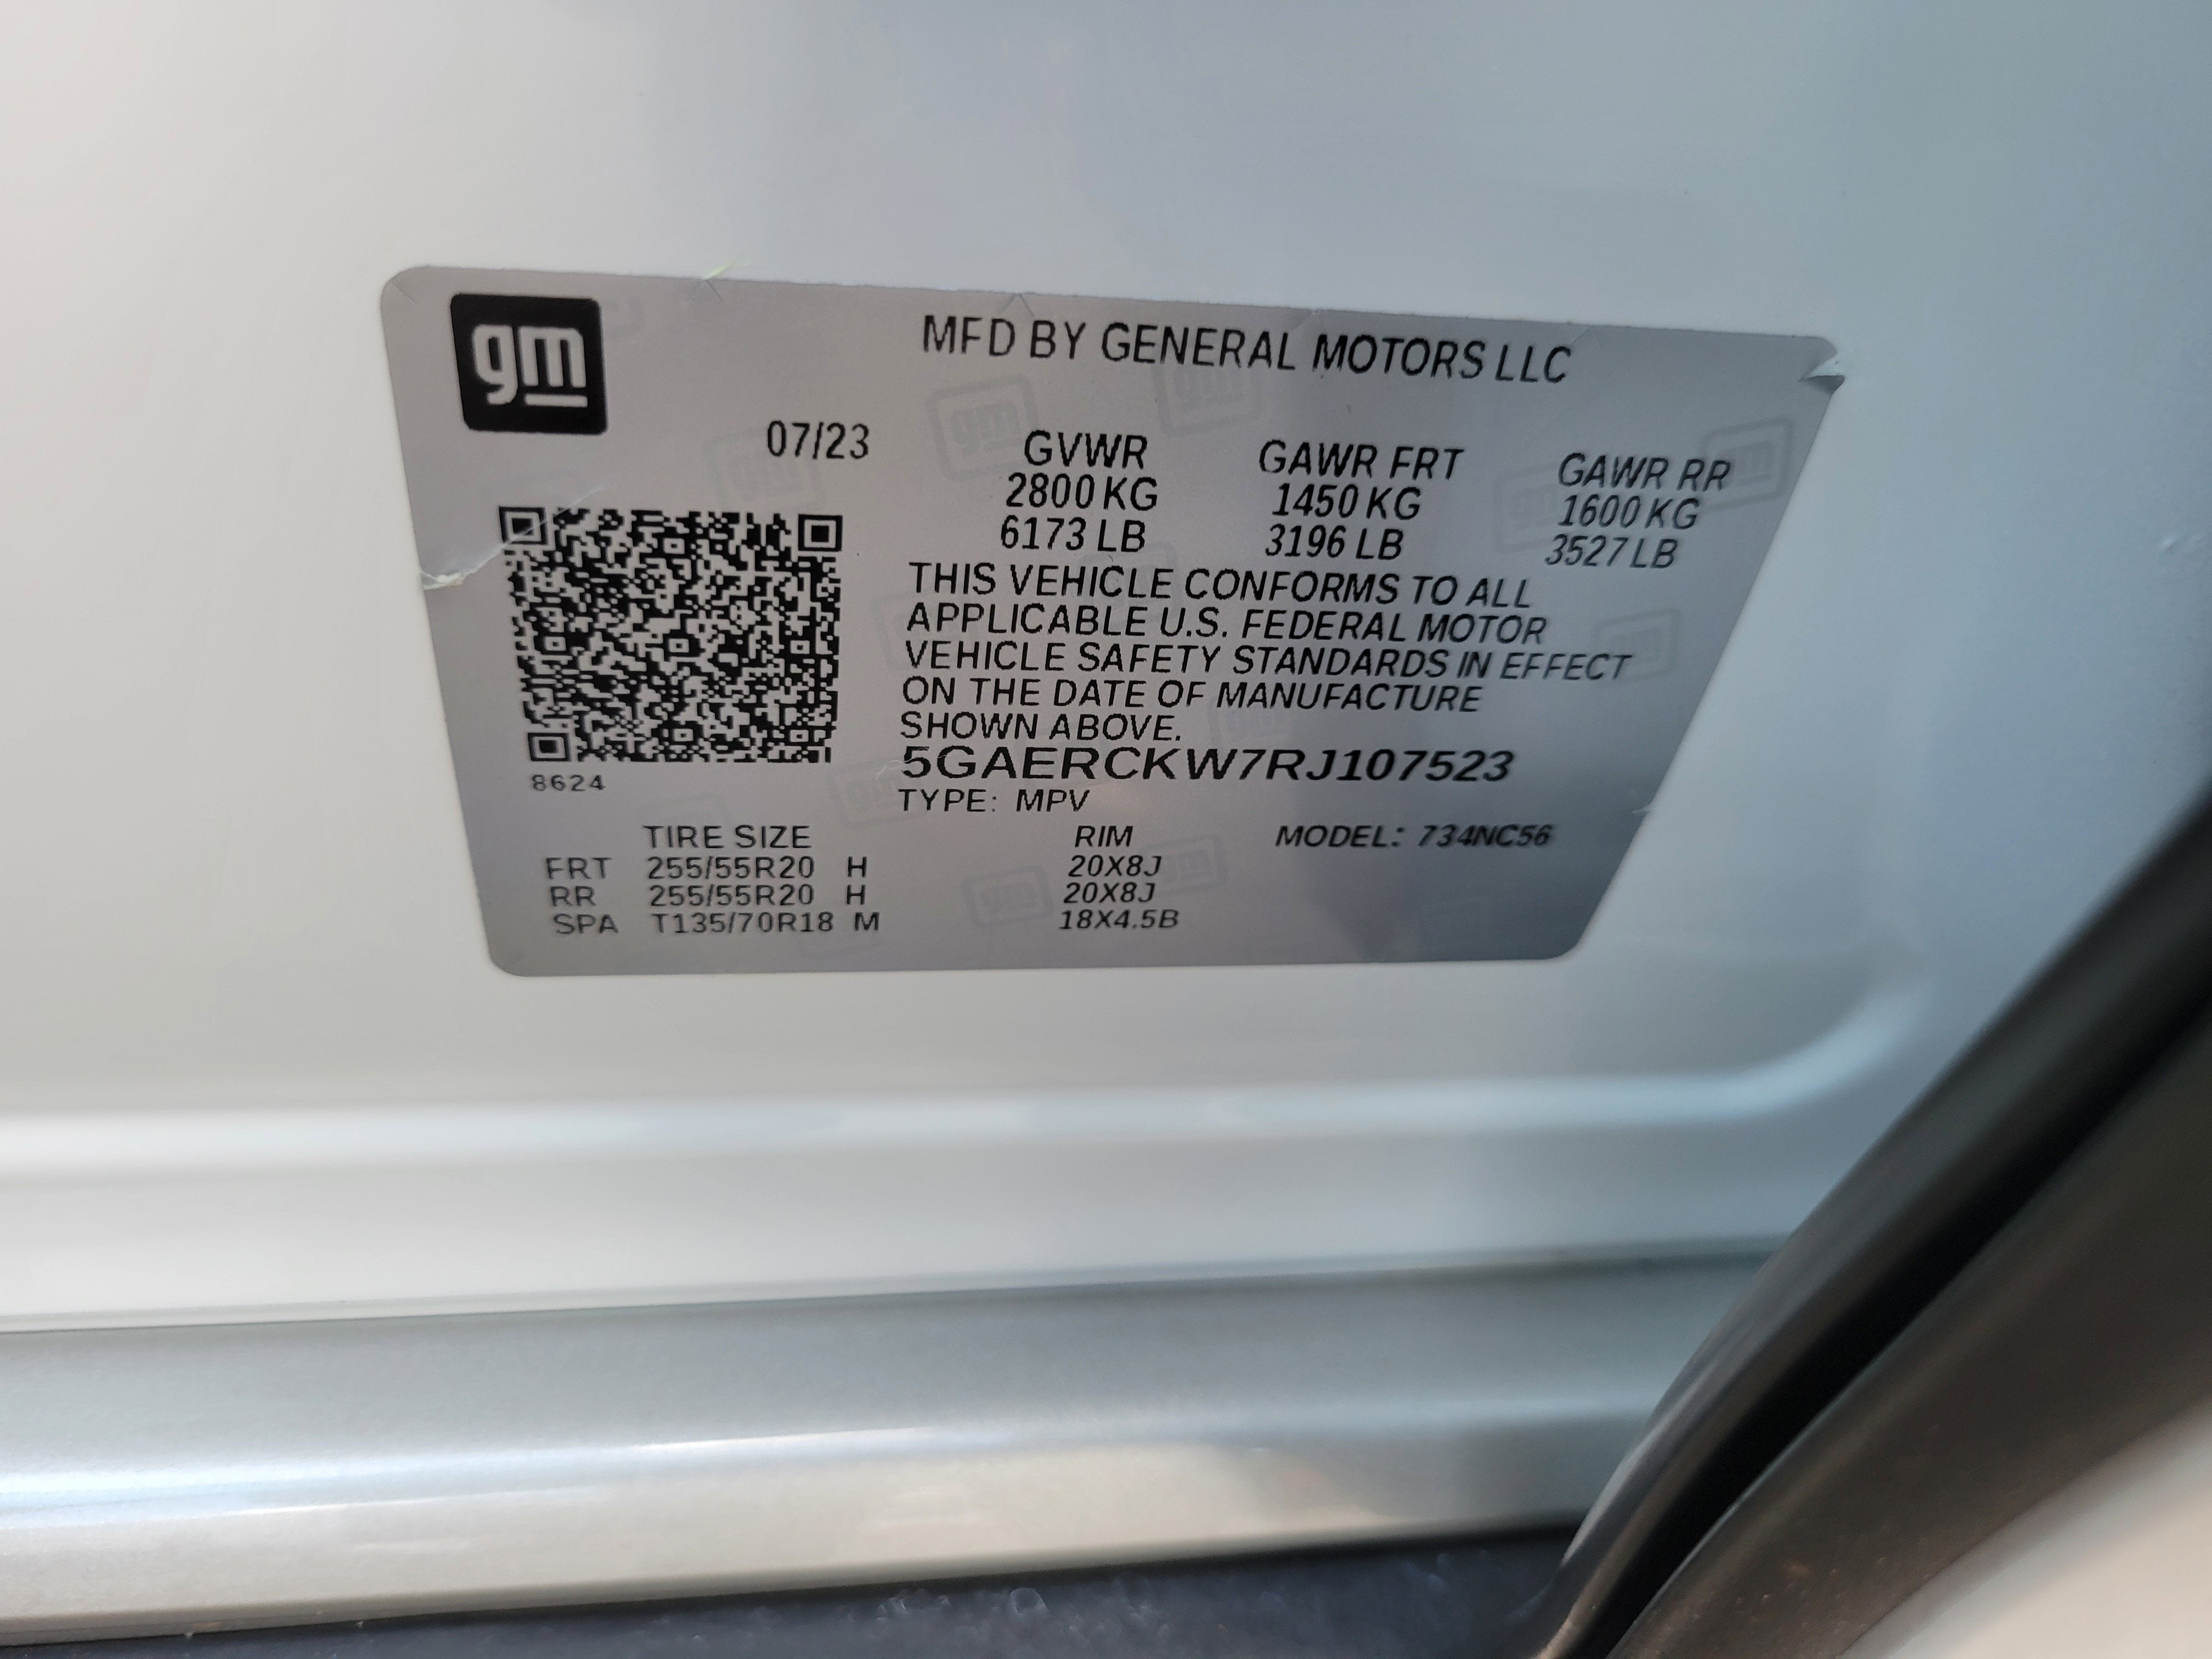 gm
MFD BY GENERAL MOTORS LLC
07/23
GVWR GAWR FRT GAWR RR
2800 KG 1450 KG 1600 KG
6173 LB 3196 LB 3527 LB
THIS VEHICLE CONFORMS TO ALL
APPLICABLE U.S. FEDERAL MOTOR
VEHICLE SAFETY STANDARDS IN EFFECT
ON THE DATE OF MANUFACTURE
SHOWN ABOVE.
5GAERCKW7RJ107523
8624
TYPE: MPV
TIRE SIZE RIM MODEL: 734NC56
FRT 255/55R20 H 20X8J
RR 255/55R20 H 20X8J
SPA T135/70R18 M 18X4.5B